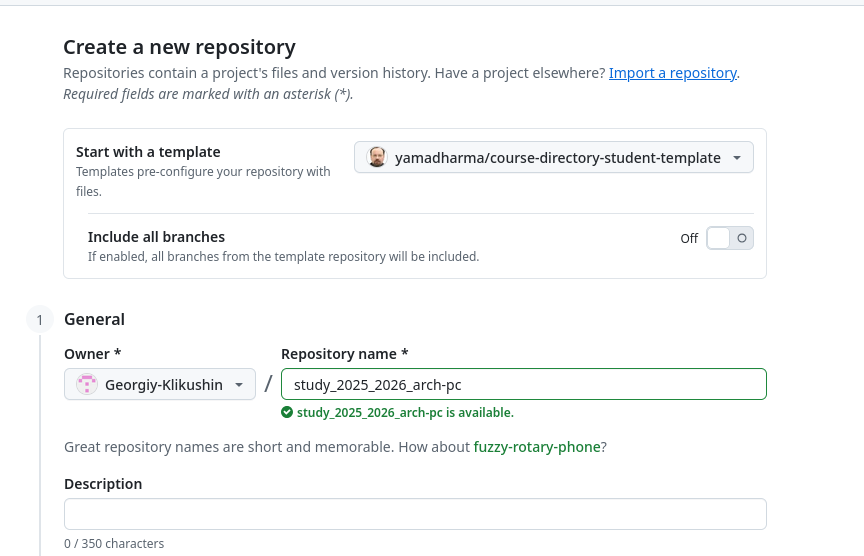 Create a new repository
Repositories contain a project's files and version history. Have a project elsewhere? Import a repository.
Required fields are marked with an asterisk (*).
Start with a template
Templates pre-configure your repository with
files.
yamadharma/course-directory-student-template
Include all branches
If enabled, all branches from the template repository will be included.
Off
1
General
Owner *
Repository name *
Georgiy-Klikushin
/
study_2025_2026_arch-pc
study_2025_2026_arch-pc is available.
Great repository names are short and memorable. How about fuzzy-rotary-phone?
Description
0 / 350 characters